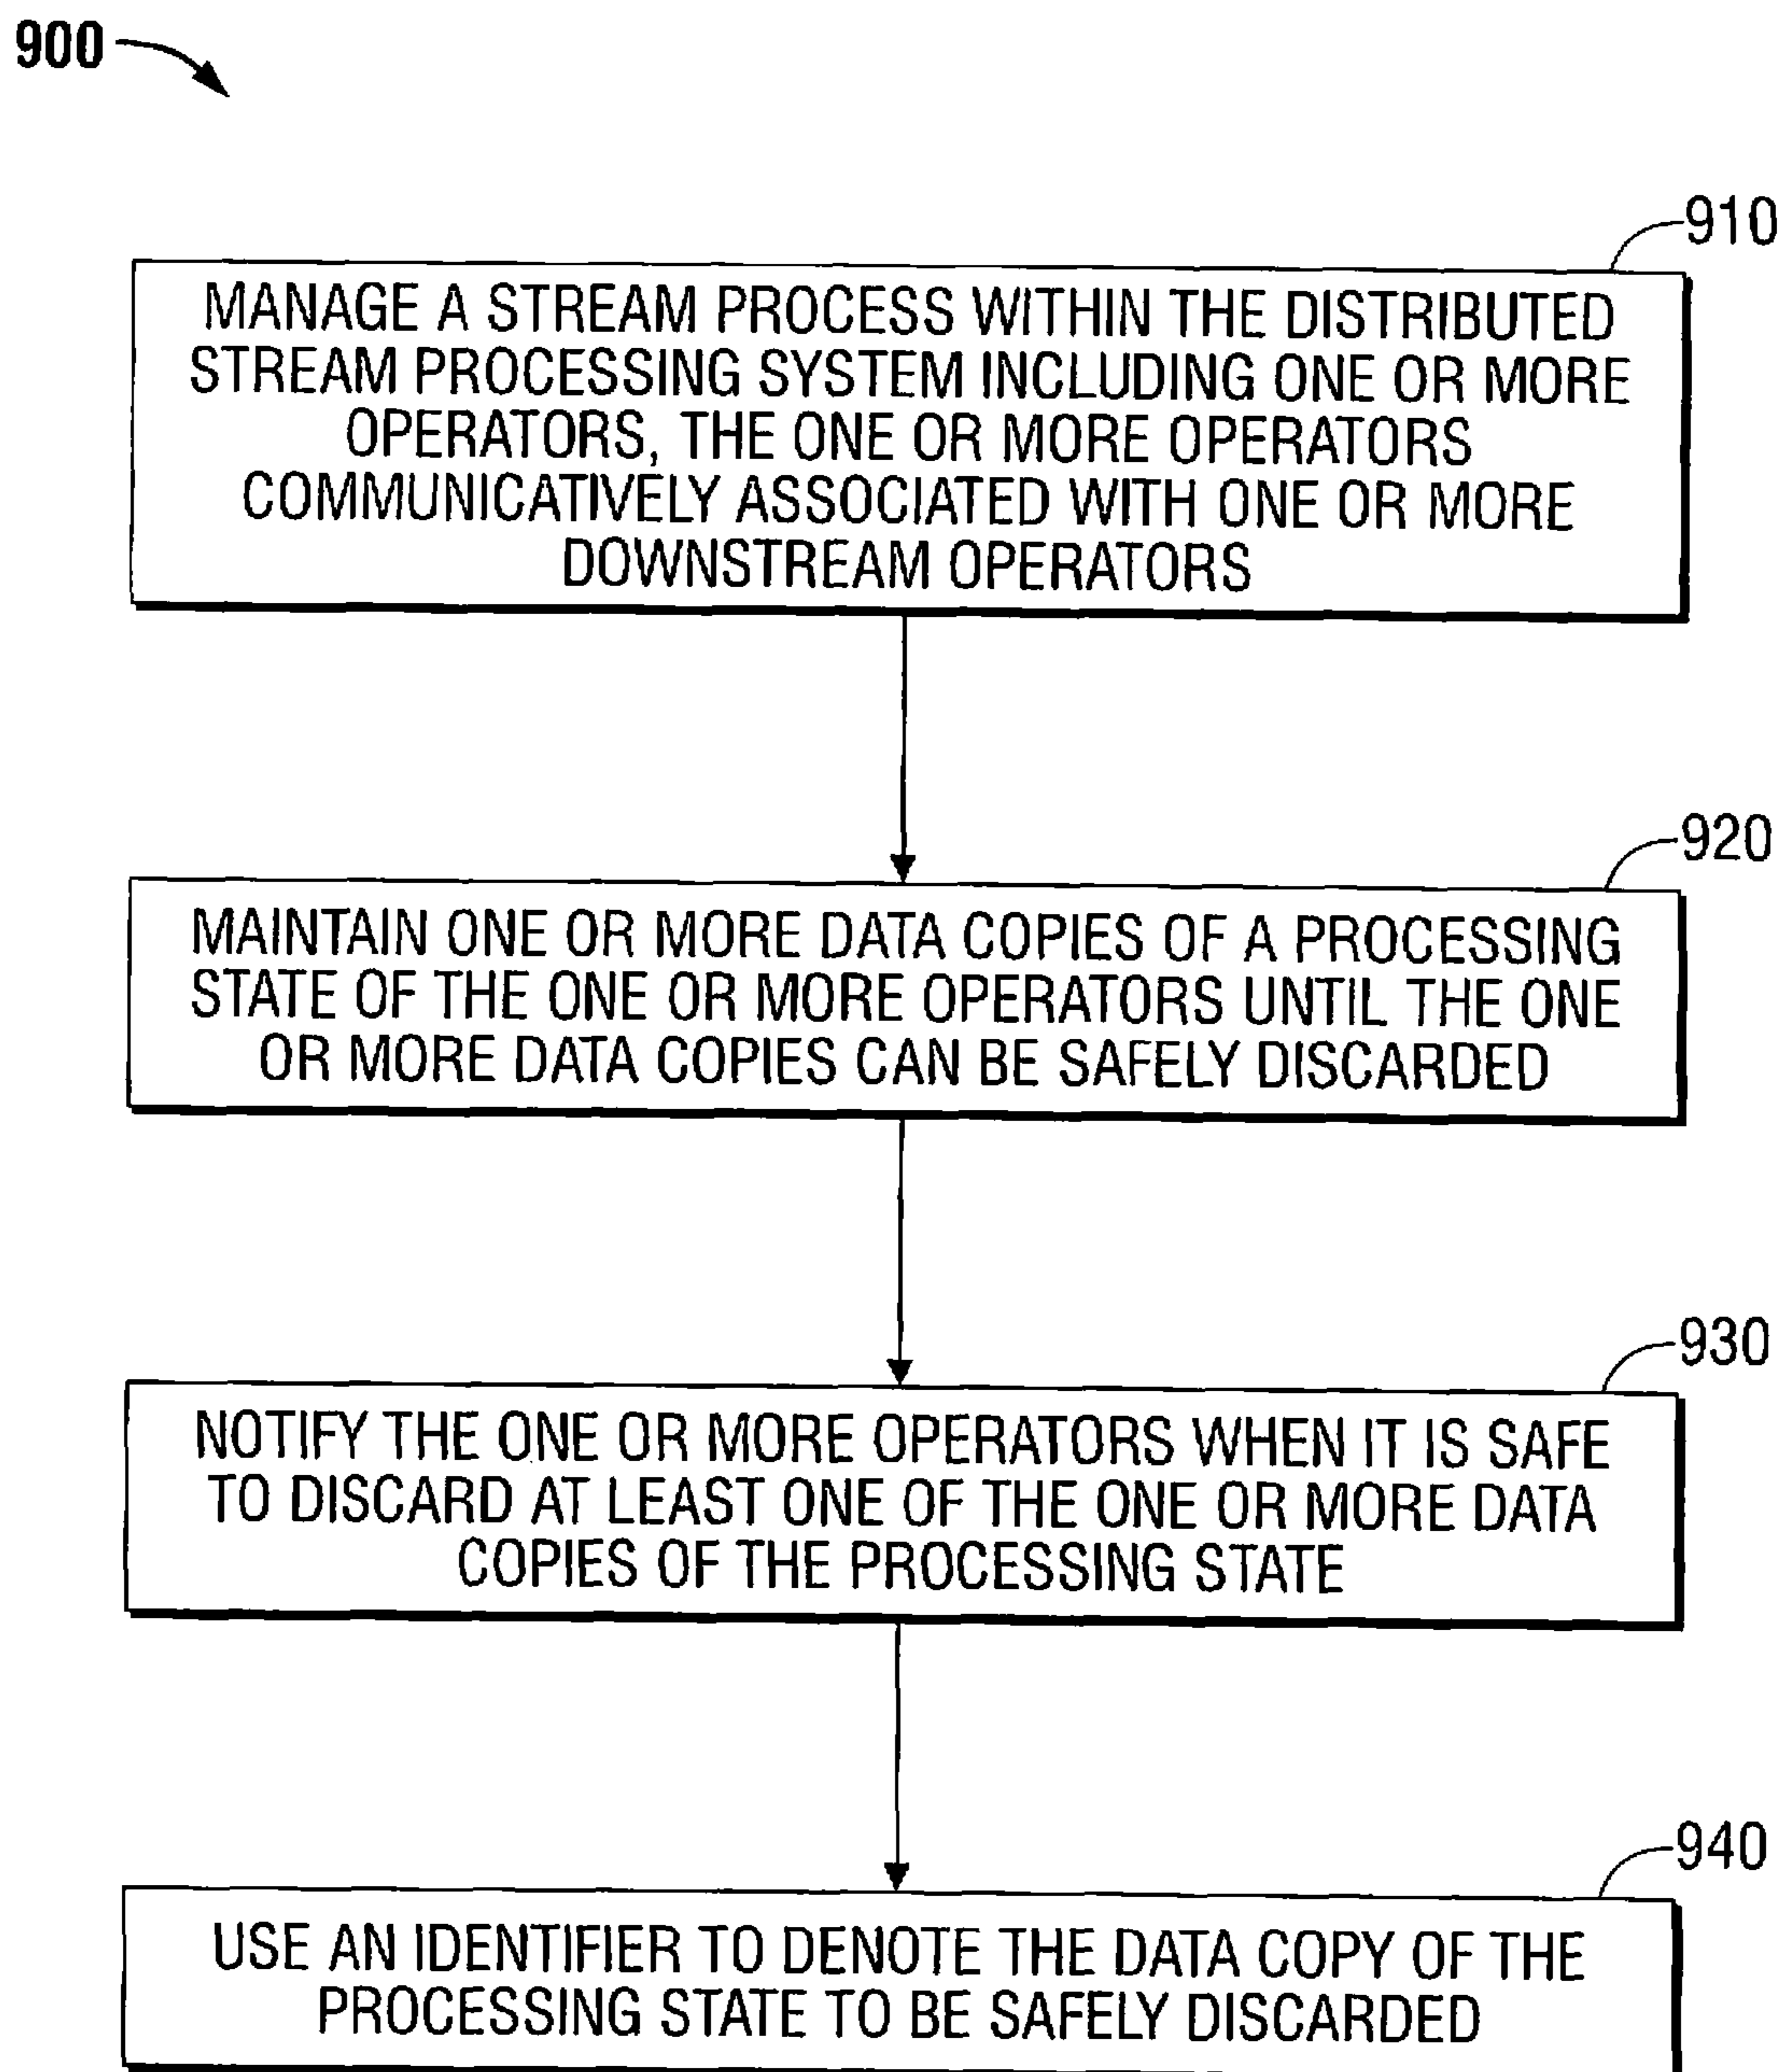 900
910
MANAGE A STREAM PROCESS WITHIN THE DISTRIBUTED
STREAM PROCESSING SYSTEM INCLUDING ONE OR MORE
OPERATORS, THE ONE OR MORE OPERATORS
COMMUNICATIVELY ASSOCIATED WITH ONE OR MORE
DOWNSTREAM OPERATORS
920
MAINTAIN ONE OR MORE DATA COPIES OF A PROCESSING
STATE OF THE ONE OR MORE OPERATORS UNTIL THE ONE
OR MORE DATA COPIES CAN BE SAFELY DISCARDED
930
NOTIFY THE ONE OR MORE OPERATORS WHEN IT IS SAFE
TO DISCARD AT LEAST ONE OF THE ONE OR MORE DATA
COPIES OF THE PROCESSING STATE
940
USE AN IDENTIFIER TO DENOTE THE DATA COPY OF THE
PROCESSING STATE TO BE SAFELY DISCARDED